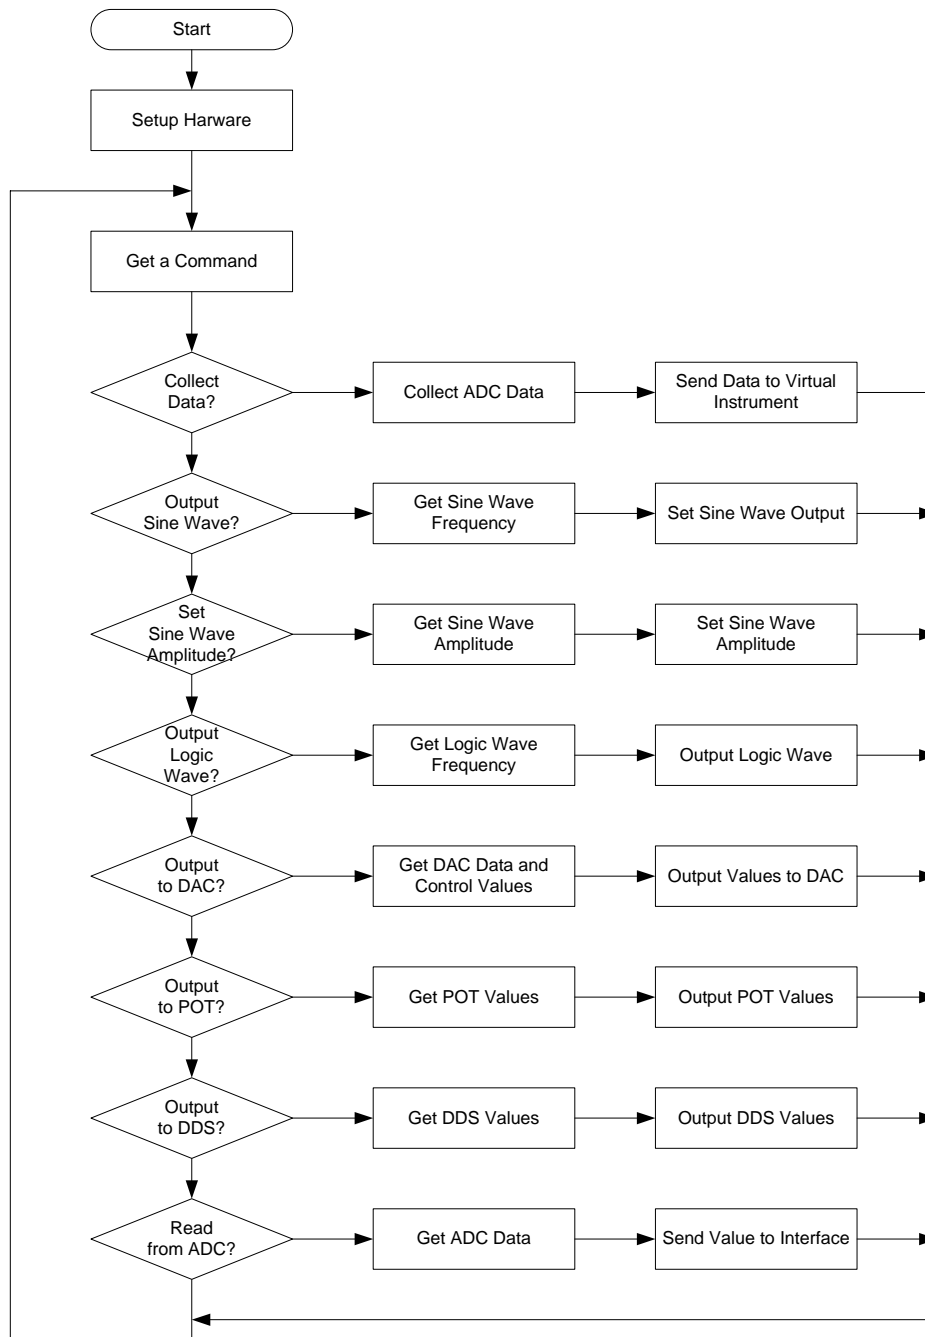 Start
Setup Harware
Get a Command
Collect
Data?
Collect ADC Data
Send Data to Virtual
Instrument
Output
Sine Wave?
Get Sine Wave
Frequency
Set Sine Wave Output
Set
Sine Wave
Amplitude?
Get Sine Wave
Amplitude
Set Sine Wave
Amplitude
Output
Logic
Wave?
Get Logic Wave
Frequency
Output Logic Wave
Output
to DAC?
Get DAC Data and
Control Values
Output Values to DAC
Output
to POT?
Get POT Values
Output POT Values
Output
to DDS?
Get DDS Values
Output DDS Values
Read
from ADC?
Get ADC Data
Send Value to Interface